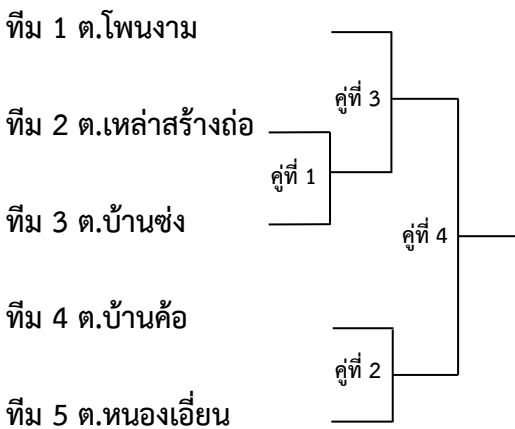 ทีม 1 ต.โพนงาม
คู่ที่ 3
ทีม 2 ต.เหล่าสร้างถ่อ
คู่ที่ 1
ทีม 3 ต.บ้านซ่ง
คู่ที่ 4
ทีม 4 ต.บ้านค้อ
คู่ที่ 2
ทีม 5 ต.หนองเอี่ยน